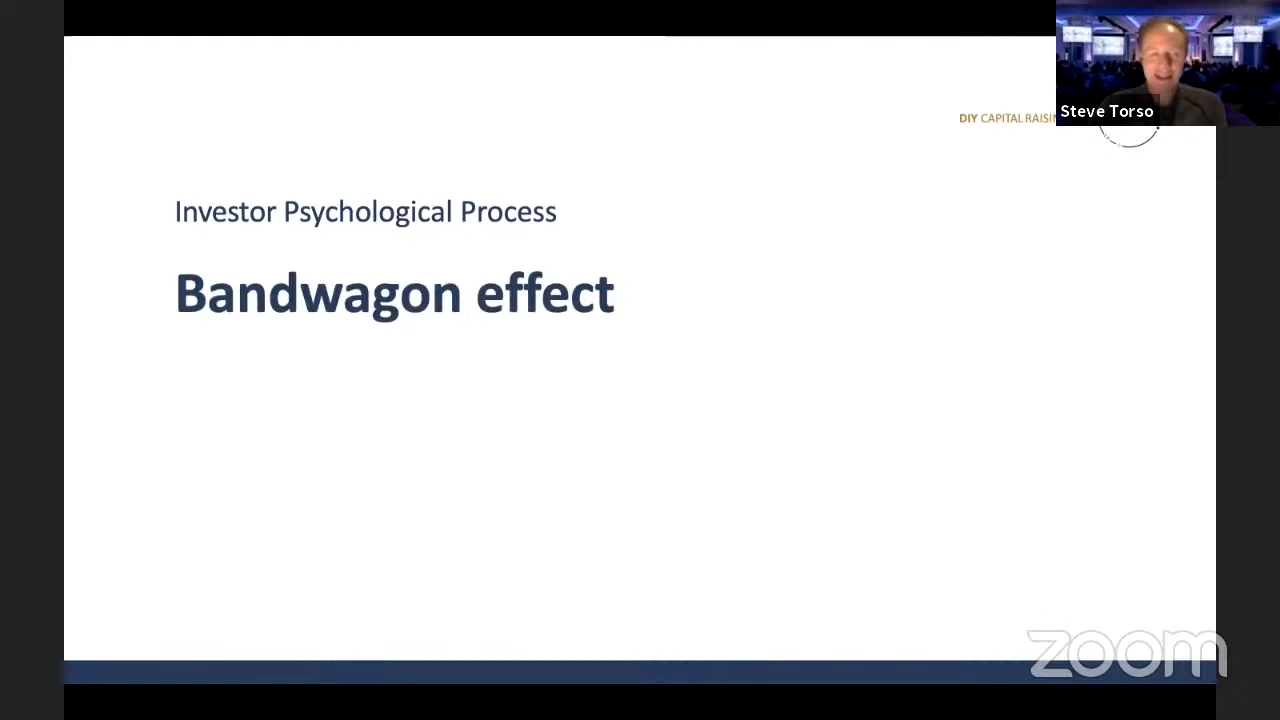 Steve Torso
DIY CAPITAL RAISIN
Investor Psychological Process
Bandwagon effect
zoom